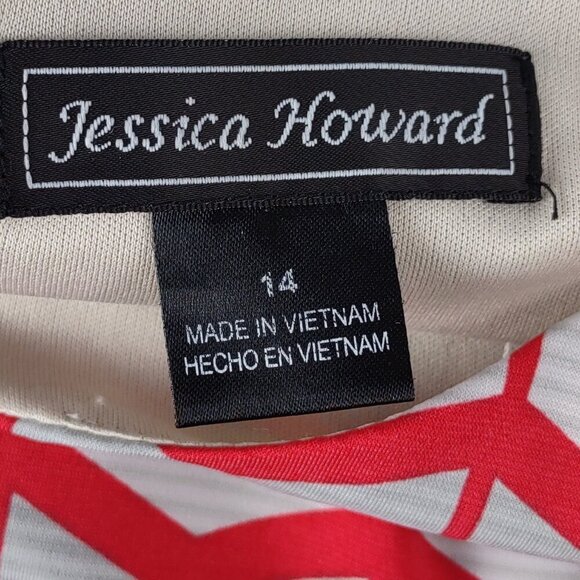 Jessica Howard
14
MADE IN VIETNAM
HECHO EN VIETNAM